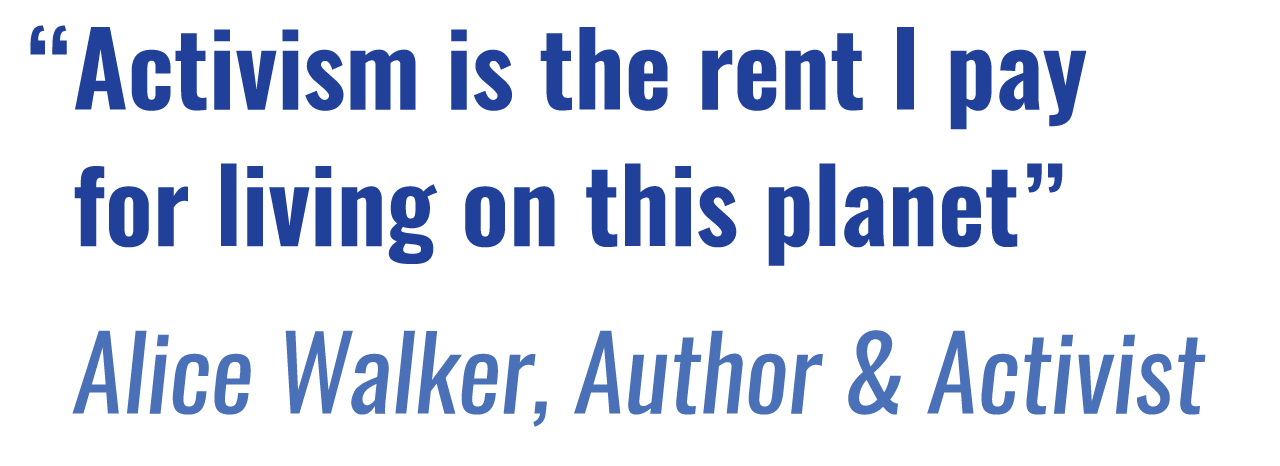 “Activism is the rent I pay
for living on this planet”
Alice Walker, Author & Activist